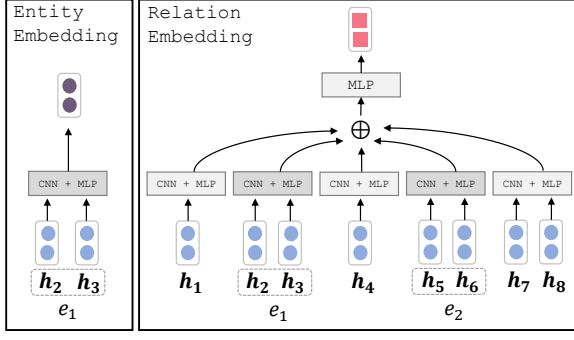 Entity
Embedding
CNN + MLP
h2 h3
e1
Relation
Embedding
MLP
⊕
CNN + MLP CNN + MLP CNN + MLP CNN + MLP CNN + MLP
h1 h2 h3 h4 h5 h6 h7 h8
e1 e2